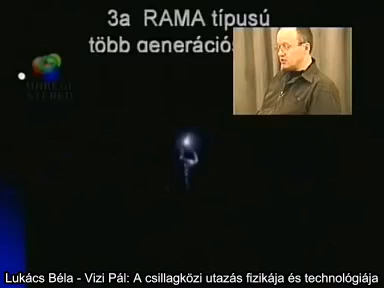 3a RAMA típusú
több generációs
Lukács Béla - Vizi Pál: A csillagközi utazás fizikája és technológiája